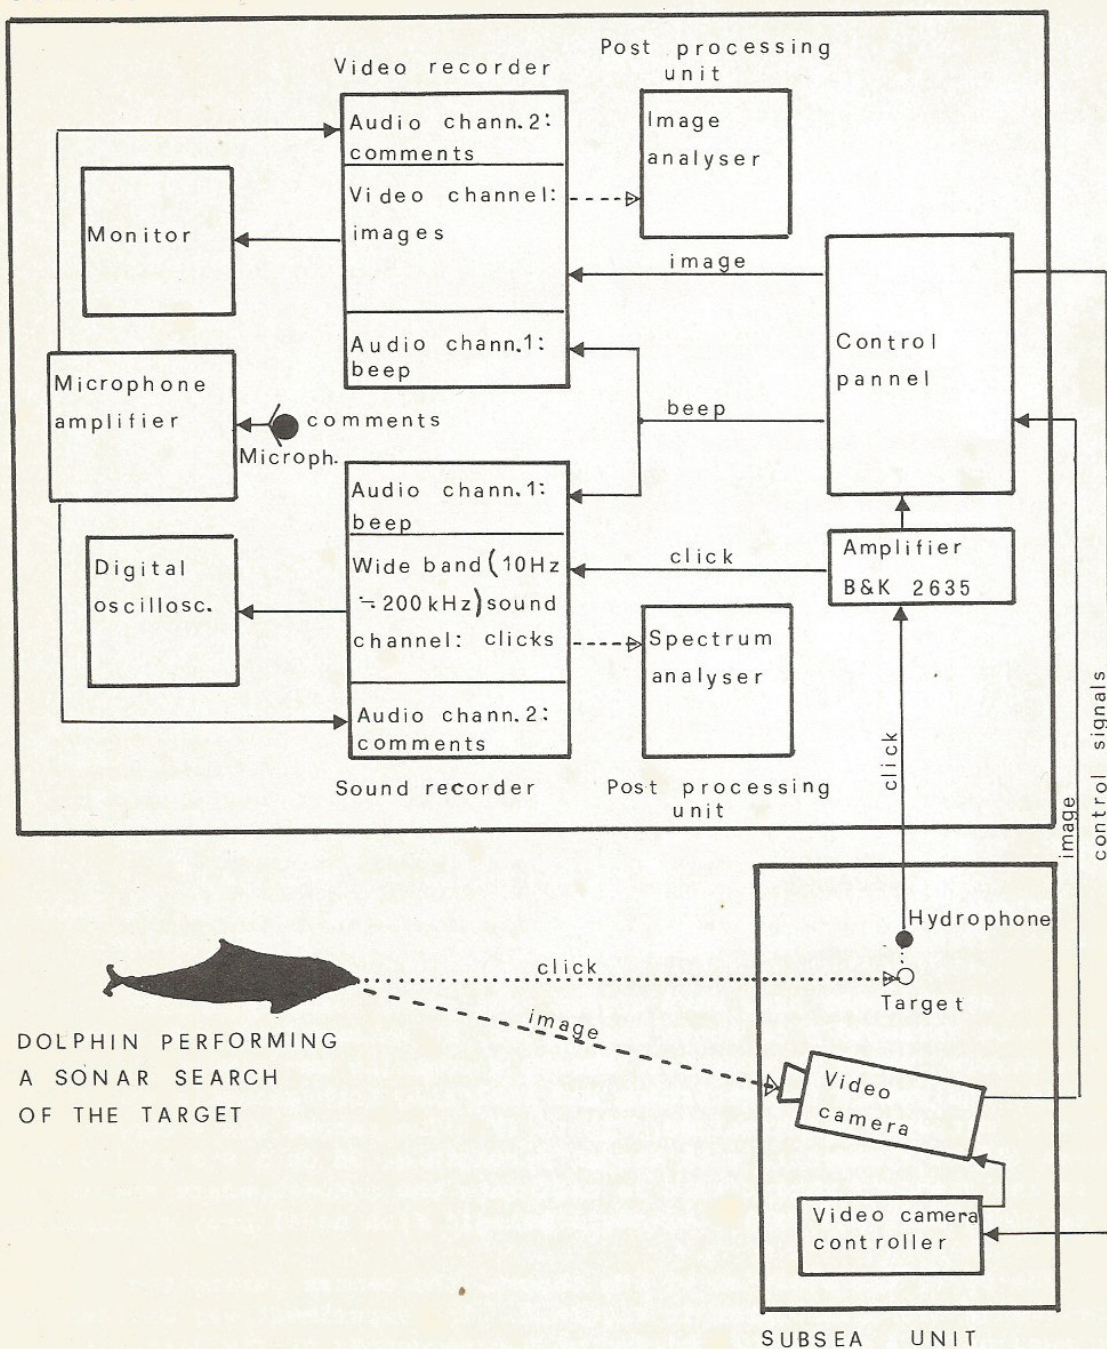 Video recorder
Post processing
unit
Audio chann.2:
comments
Video channel:
images
Audio chann.1:
beep
Image
analyser
Monitor
image
Control
pannel
Microphone
amplifier
comments
Microph.
beep
Audio chann.1:
beep
Wide band (10Hz
≒ 200 kHz) sound
channel: clicks
Audio chann.2:
comments
Sound recorder
click
Amplifier
B&K 2635
Digital
oscillosc.
Spectrum
analyser
Post processing
unit
click
image
control signals
Hydrophone
click
Target
image
DOLPHIN PERFORMING
A SONAR SEARCH
OF THE TARGET
Video
camera
Video camera
controller
SUBSEA UNIT